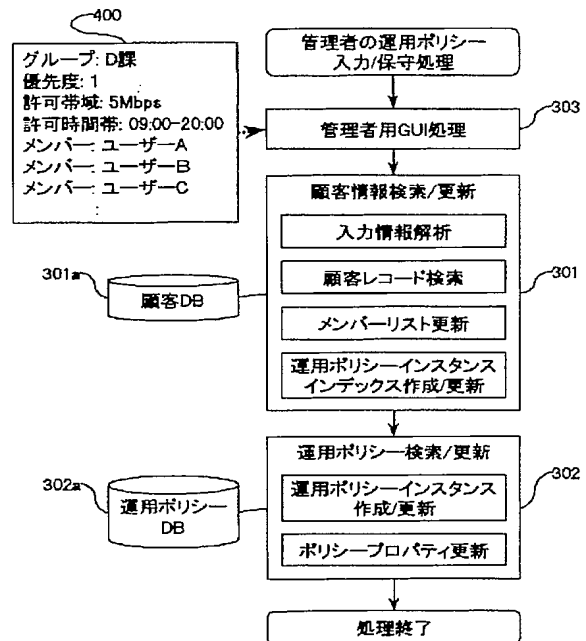 400
グループ: D課
優先度: 1
許可帯域: 5Mbps
許可時間帯: 09:00-20:00
メンバー: ユーザーA
メンバー: ユーザーB
メンバー: ユーザーC
:
管理者の運用ポリシー
入力/保守処理
303
管理者用GUI処理
顧客情報検索/更新
301
入力情報解析
顧客レコード検索
メンバーリスト更新
運用ポリシーインスタンス
インデックス作成/更新
301a
顧客DB
運用ポリシー検索/更新
302
運用ポリシーインスタンス
作成/更新
ポリシープロパティ更新
302a
運用ポリシー
DB
処理終了